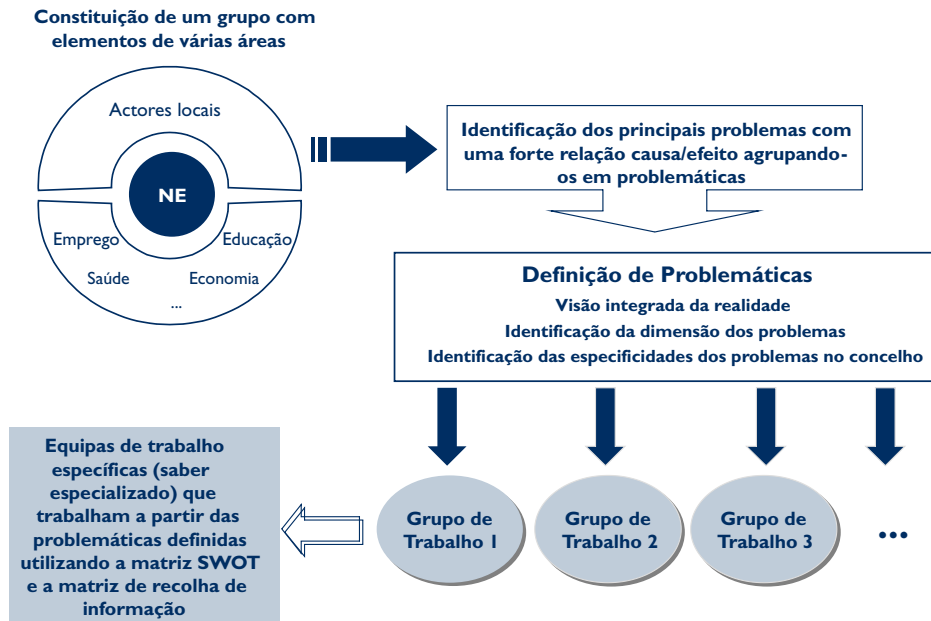 Constituição de um grupo com
elementos de várias áreas
Actores locais
NE
Emprego
Educação
Saúde
Economia
...
Identificação dos principais problemas com
uma forte relação causa/efeito agrupando-
os em problemáticas
Definição de Problemáticas
Visão integrada da realidade
Identificação da dimensão dos problemas
Identificação das especificidades dos problemas no concelho
Grupo de
Trabalho 1
Grupo de
Trabalho 2
Grupo de
Trabalho 3
...
Equipas de trabalho
específicas (saber
especializado) que
trabalham a partir das
problemáticas definidas
utilizando a matriz SWOT
e a matriz de recolha de
informação